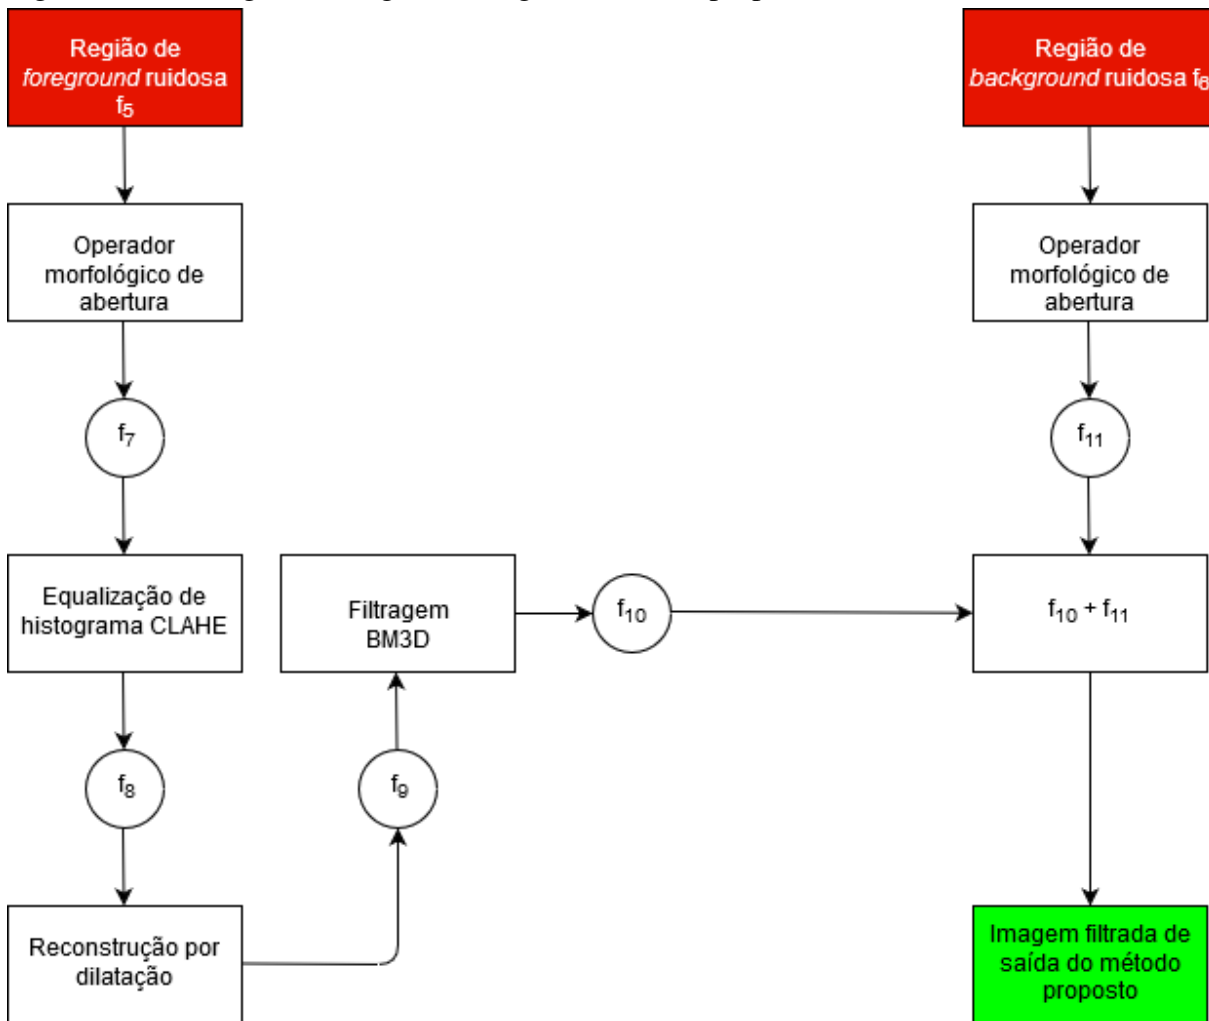 Região de
foreground ruidosa
f5
Região de
background ruidosa f6
Operador
morfológico de
abertura
Operador
morfológico de
abertura
f7
f11
Equalização de
histograma CLAHE
Filtragem
BM3D
f10
f10 + f11
f8
f9
Reconstrução por
dilatação
Imagem filtrada de
saída do método
proposto